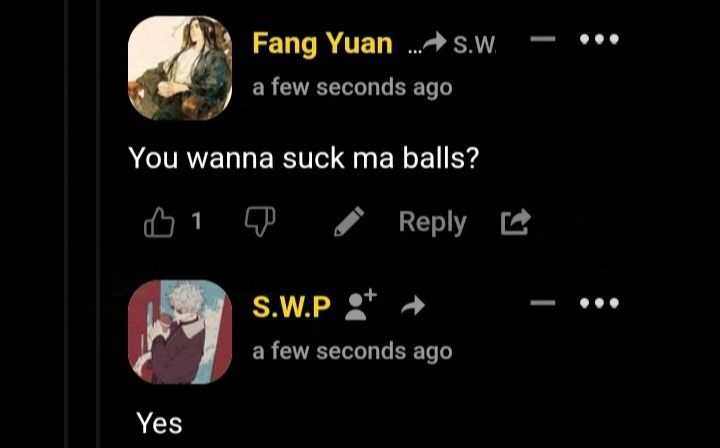 Fang Yuan ... S.W.
a few seconds ago
You wanna suck ma balls?
1 Reply
S.W.P
a few seconds ago
Yes